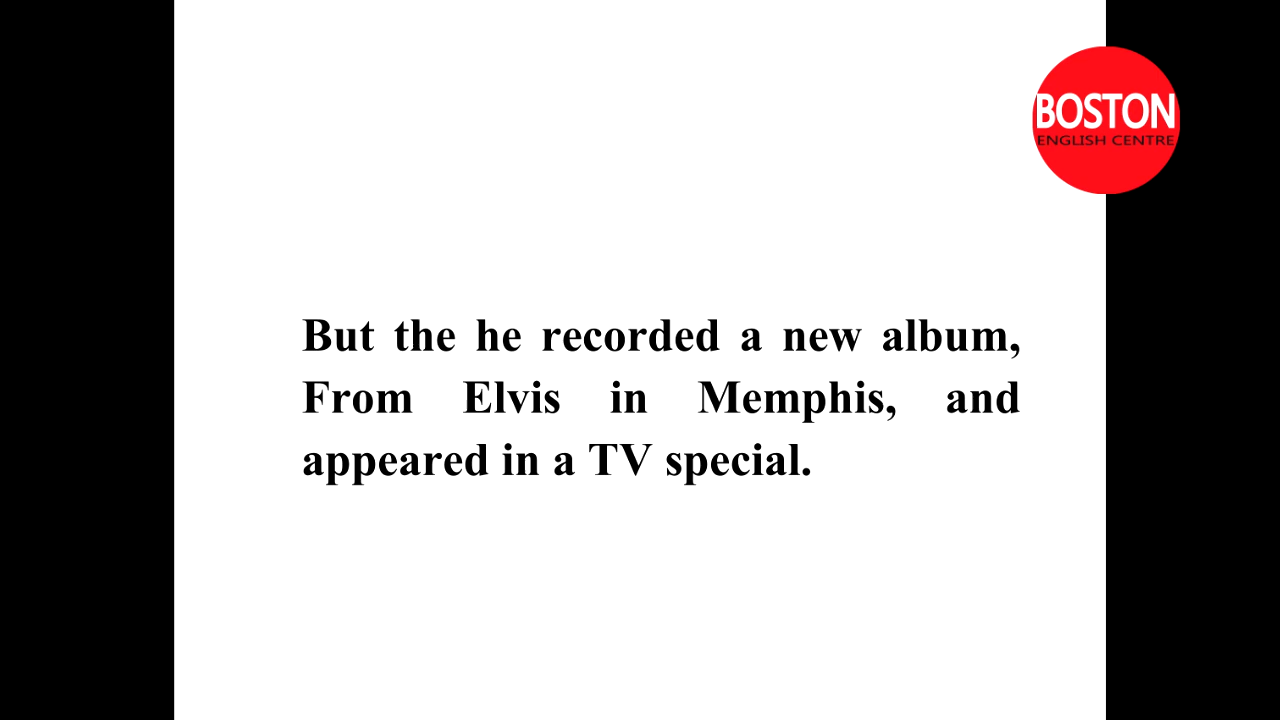 BOSTON
ENGLISH CENTRE
But the he recorded a new album,
From Elvis in Memphis, and
appeared in a TV special.